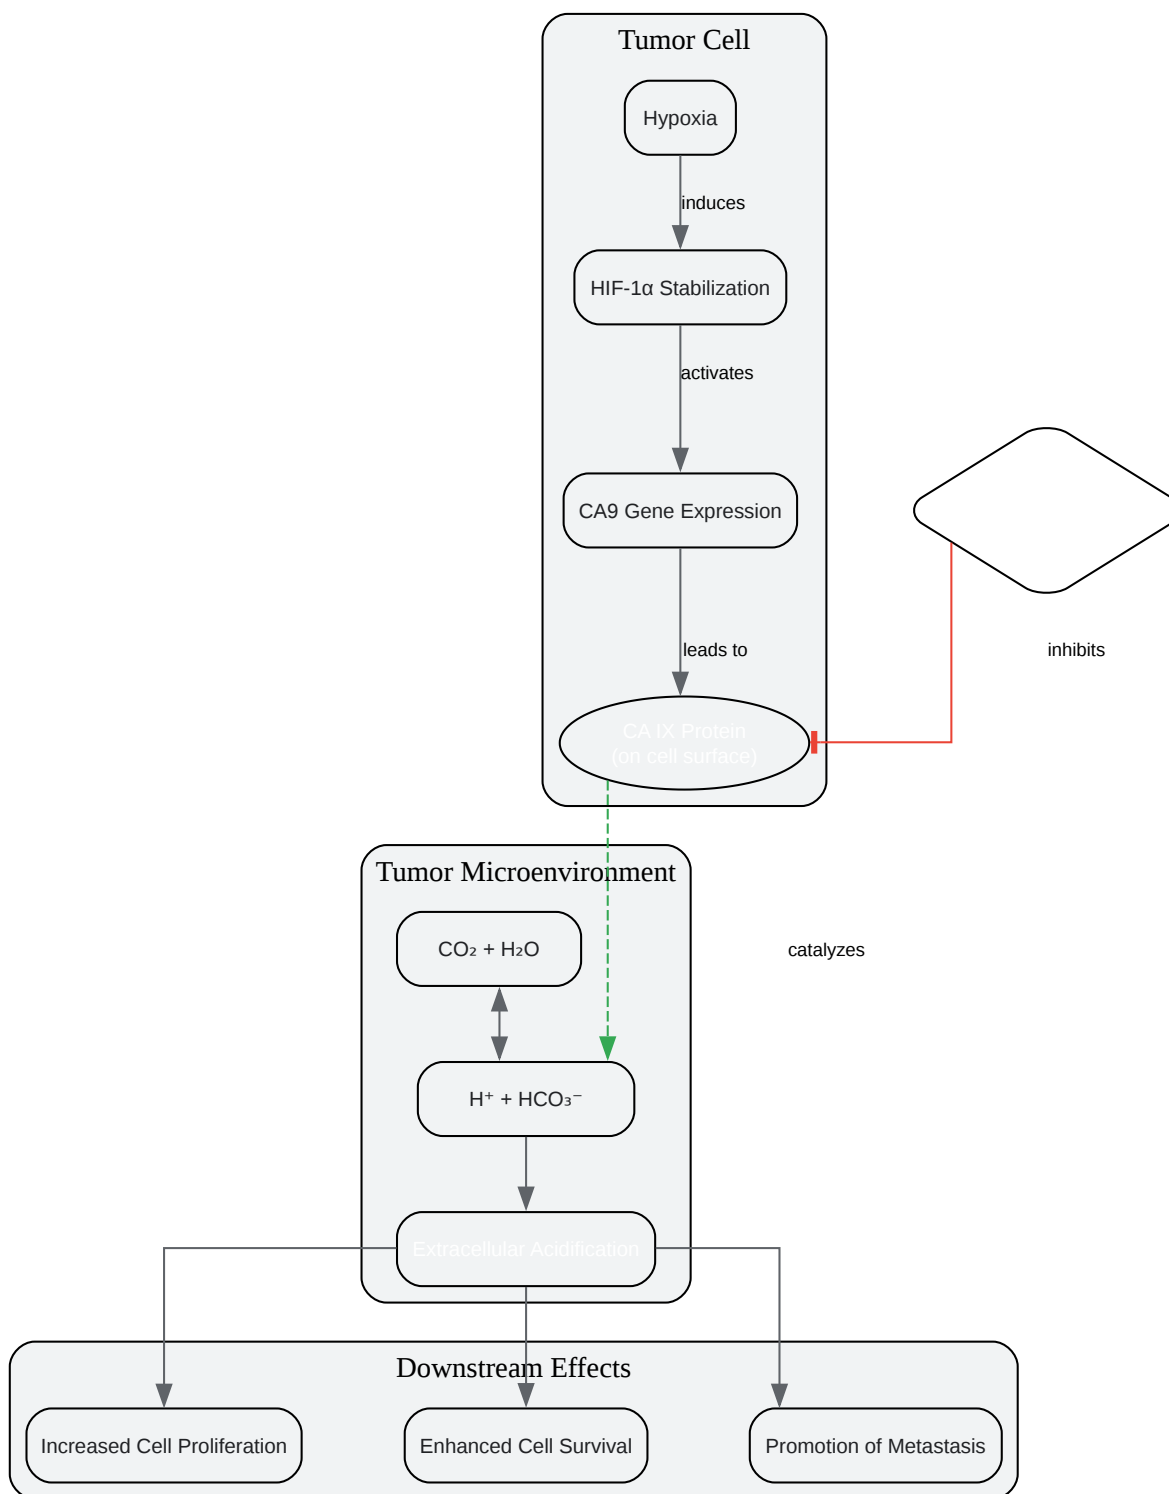 Tumor Cell
Hypoxia
induces
HIF-1α Stabilization
activates
CA9 Gene Expression
leads to
inhibits
CA IX Protein
(on cell surface)
Tumor Microenvironment
CO₂ + H₂O
catalyzes
H⁺ + HCO₃⁻
Extracellular Acidification
Downstream Effects
Increased Cell Proliferation
Enhanced Cell Survival
Promotion of Metastasis